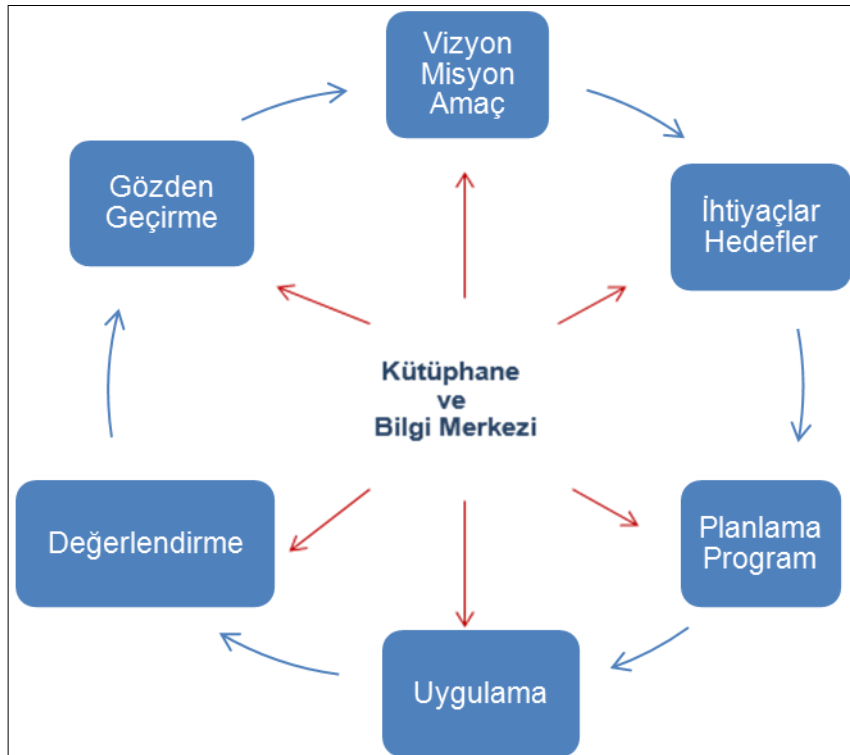 Vizyon
Misyon
Amaç
İhtiyaçlar
Hedefler
Planlama
Program
Uygulama
Değerlendirme
Gözden
Geçirme
Kütüphane
ve
Bilgi Merkezi